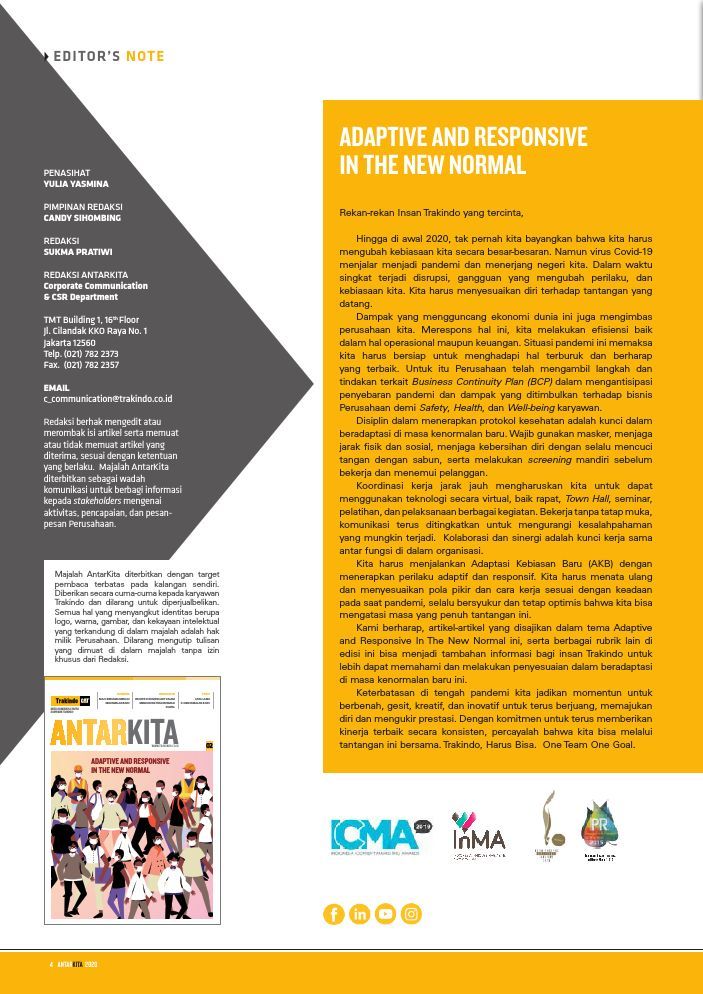 EDITOR'S NOTE
PENASIHAT
YULIA YASMINA
PIMPINAN REDAKSI
CANDY SIHOMBING
REDAKSI
SUKMA PRATIWI
REDAKSI ANTARKITA
Corporate Communication
& CSR Department
TMT Building 1, 16th Floor
Jl. Cilandak KKO Raya No. 1
Jakarta 12560
Telp. (021) 782 2373
Fax. (021) 782 2357
EMAIL
c_communication@trakindo.co.id
Redaksi berhak mengedit atau
merombak isi artikel serta memuat
atau tidak memuat artikel yang
diterima, sesuai dengan ketentuan
yang berlaku. Majalah AntarKita
diterbitkan sebagai wadah
komunikasi untuk berbagi informasi
kepada stakeholders mengenai
aktivitas, pencapaian, dan pesan-
pesan Perusahaan.
Majalah AntarKita diterbitkan dengan target
pembaca terbatas pada kalangan sendiri.
Diberikan secara cuma-cuma kepada karyawan
Trakindo dan dilarang untuk diperjualbelikan.
Semua hal yang menyangkut identitas berupa
logo, warna, gambar, dan kekayaan intelektual
yang terkandung di dalam majalah adalah hak
milik Perusahaan. Dilarang mengutip tulisan
yang dimuat di dalam majalah tanpa izin
khusus dari Redaksi.
Trakindo CAT
ANTARKITA
02
ADAPTIVE AND RESPONSIVE
IN THE NEW NORMAL
ADAPTIVE AND RESPONSIVE
IN THE NEW NORMAL
Rekan-rekan Insan Trakindo yang tercinta,
Hingga di awal 2020, tak pernah kita bayangkan bahwa kita harus
mengubah kebiasaan kita secara besar-besaran. Namun virus Covid-19
menjalar menjadi pandemi dan menerjang negeri kita. Dalam waktu
singkat terjadi disrupsi, gangguan yang mengubah perilaku, dan
kebiasaan kita. Kita harus menyesuaikan diri terhadap tantangan yang
datang.
Dampak yang mengguncang ekonomi dunia ini juga mengimbas
perusahaan kita. Merespons hal ini, kita melakukan efisiensi baik
dalam hal operasional maupun keuangan. Situasi pandemi ini memaksa
kita harus bersiap untuk menghadapi hal terburuk dan berharap
yang terbaik. Untuk itu Perusahaan telah mengambil langkah dan
tindakan terkait Business Continuity Plan (BCP) dalam mengantisipasi
penyebaran pandemi dan dampak yang ditimbulkan terhadap bisnis
Perusahaan demi Safety, Health, dan Well-being karyawan.
Disiplin dalam menerapkan protokol kesehatan adalah kunci dalam
beradaptasi di masa kenormalan baru. Wajib gunakan masker, menjaga
jarak fisik dan sosial, menjaga kebersihan diri dengan selalu mencuci
tangan dengan sabun, serta melakukan screening mandiri sebelum
bekerja dan menemui pelanggan.
Koordinasi kerja jarak jauh mengharuskan kita untuk dapat
menggunakan teknologi secara virtual, baik rapat, Town Hall, seminar,
pelatihan, dan pelaksanaan berbagai kegiatan. Bekerja tanpa tatap muka,
komunikasi terus ditingkatkan untuk mengurangi kesalahpahaman
yang mungkin terjadi. Kolaborasi dan sinergi adalah kunci kerja sama
antar fungsi di dalam organisasi.
Kita harus menjalankan Adaptasi Kebiasan Baru (AKB) dengan
menerapkan perilaku adaptif dan responsif. Kita harus menata ulang
dan menyesuaikan pola pikir dan cara kerja sesuai dengan keadaan
pada saat pandemi, selalu bersyukur dan tetap optimis bahwa kita bisa
mengatasi masa yang penuh tantangan ini.
Kami berharap, artikel-artikel yang disajikan dalam tema Adaptive
and Responsive In The New Normal ini, serta berbagai rubrik lain di
edisi ini bisa menjadi tambahan informasi bagi insan Trakindo untuk
lebih dapat memahami dan melakukan penyesuaian dalam beradaptasi
di masa kenormalan baru ini.
Keterbatasan di tengah pandemi kita jadikan momentun untuk
berbenah, gesit, kreatif, dan inovatif untuk terus berjuang, memajukan
diri dan mengukir prestasi. Dengan komitmen untuk terus memberikan
kinerja terbaik secara konsisten, percayalah bahwa kita bisa melalui
tantangan ini bersama. Trakindo, Harus Bisa. One Team One Goal.
ICMA 2019
InMA
PR
4 ANTARKITA 2020